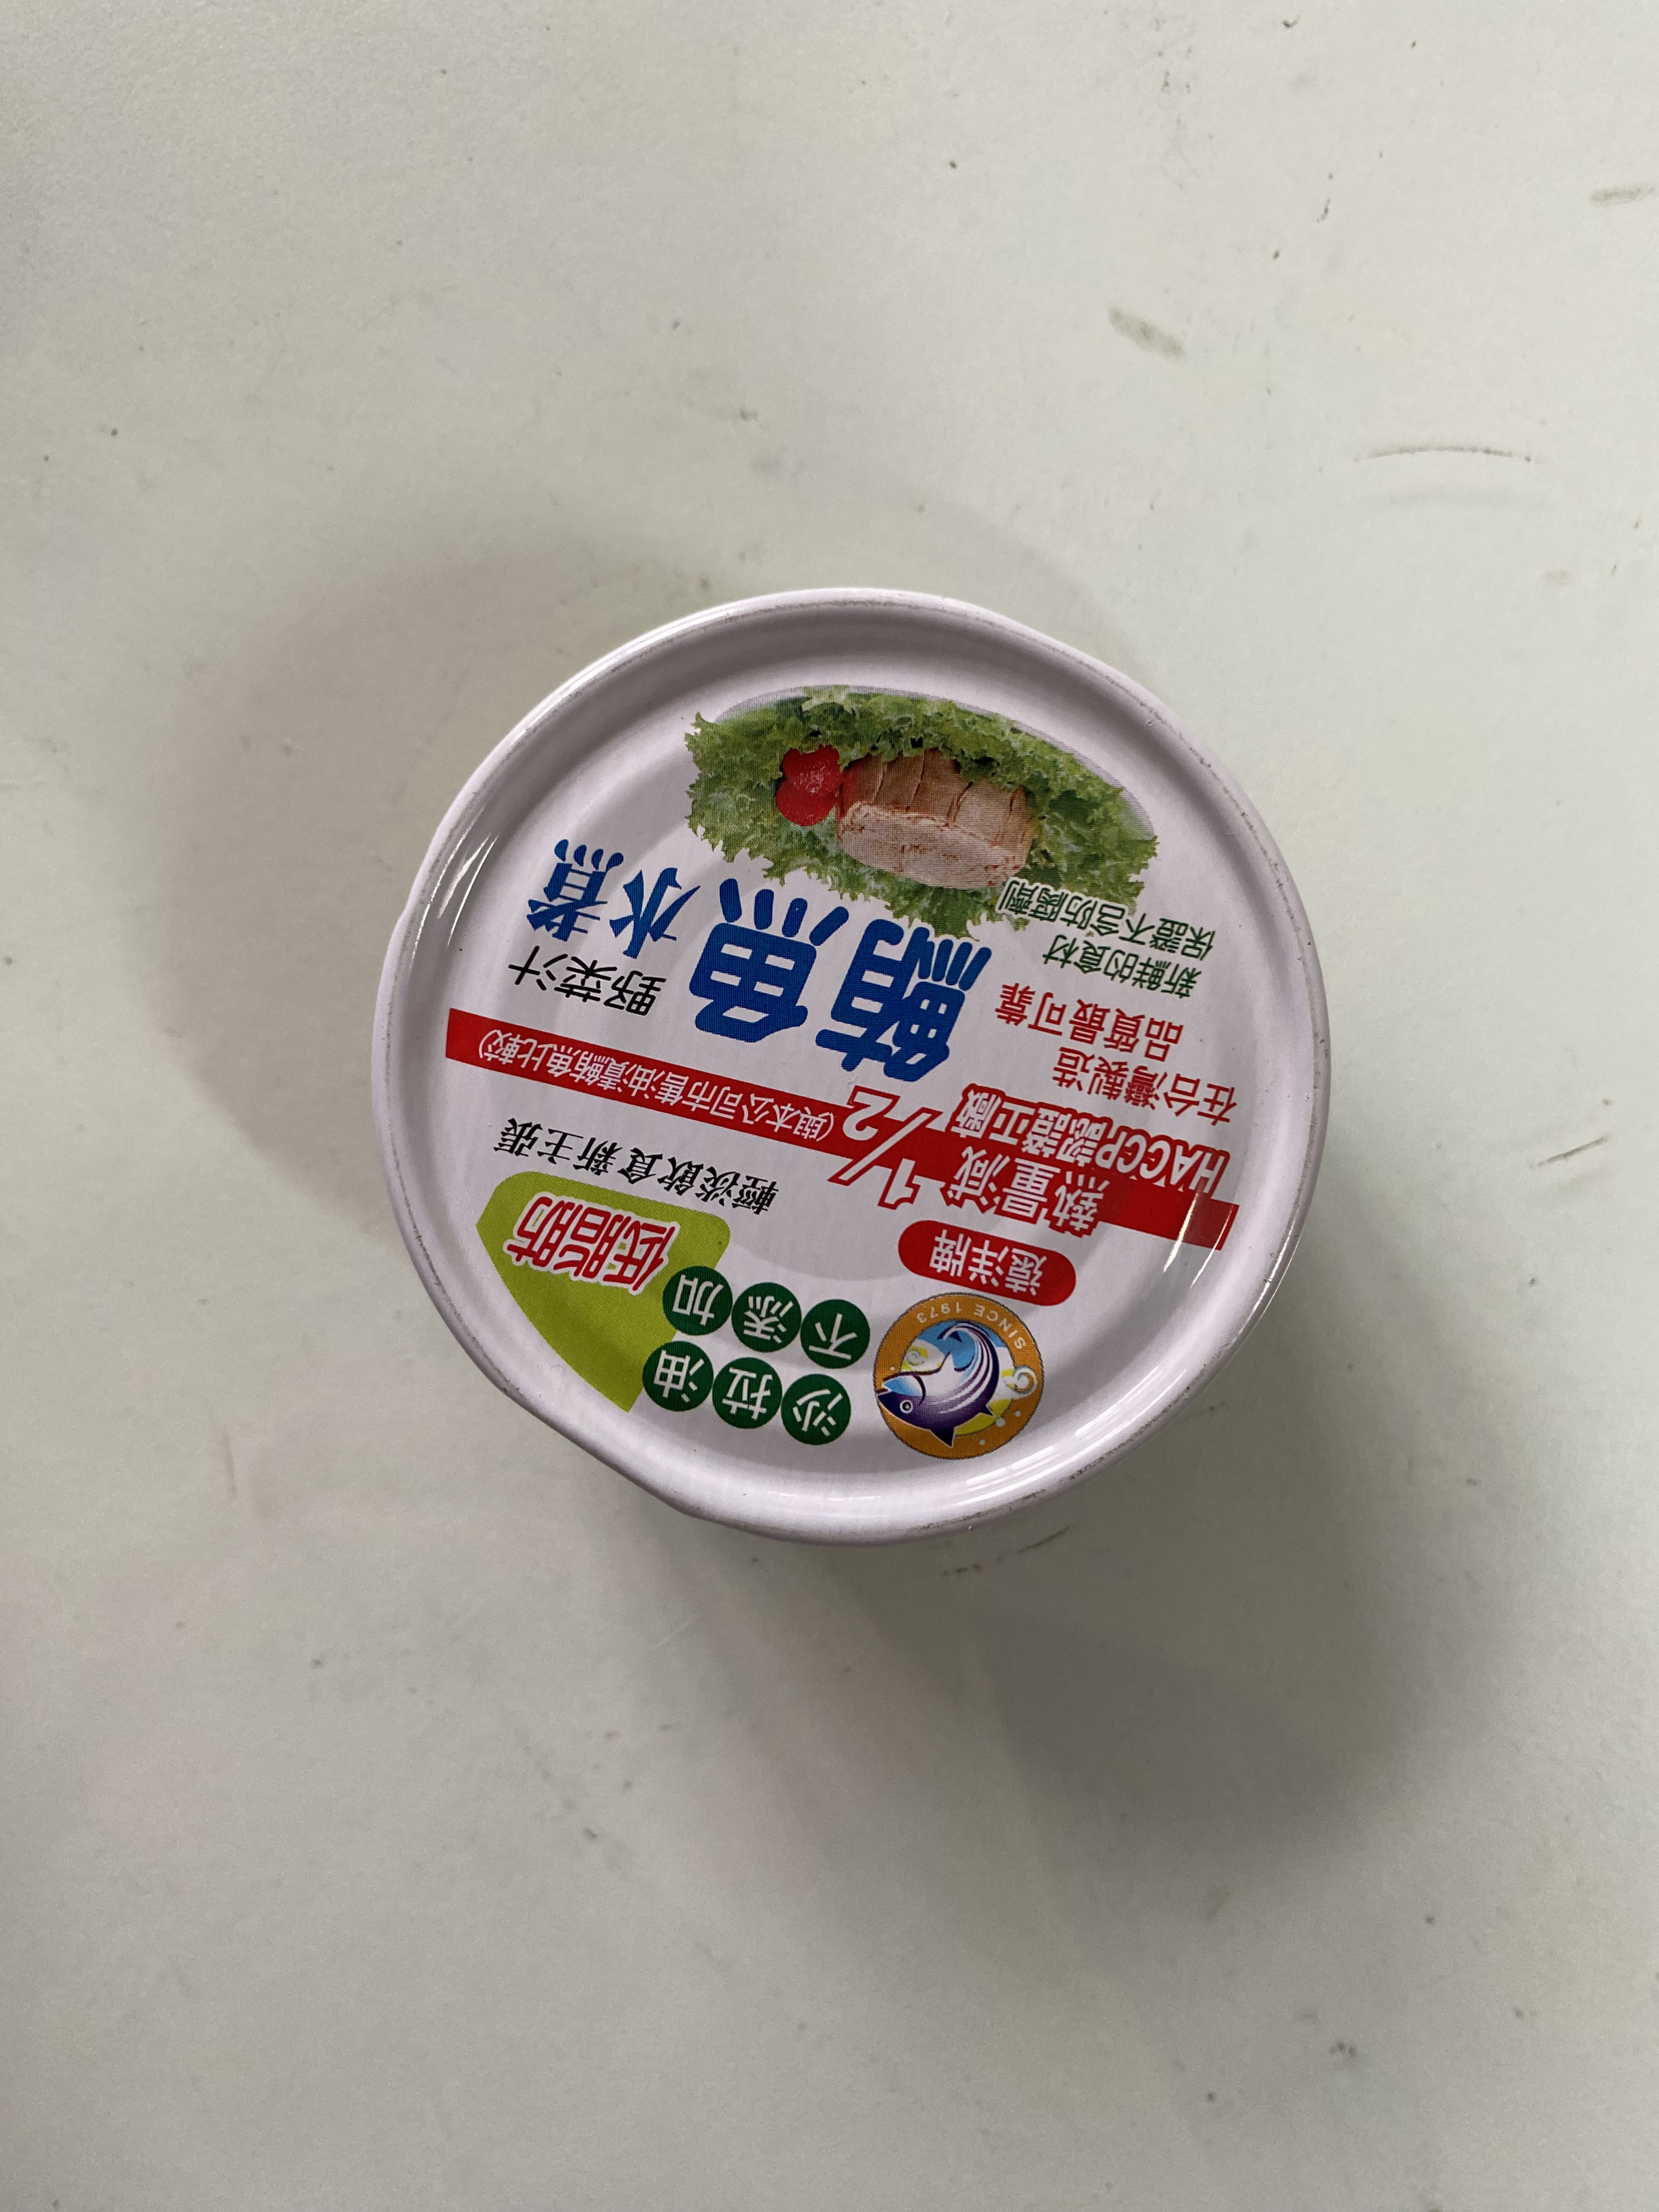 SINCE 1973
沙拉油
不添加
低脂肪
遠洋牌
輕淡飲食新主張
熱量減1/2
(與本公司市售油漬鮪魚比較)
HACCP認證工廠
在台灣製造
品質最可靠
鮪魚
野菜汁
水煮
新鮮的食材
保證不含防腐劑